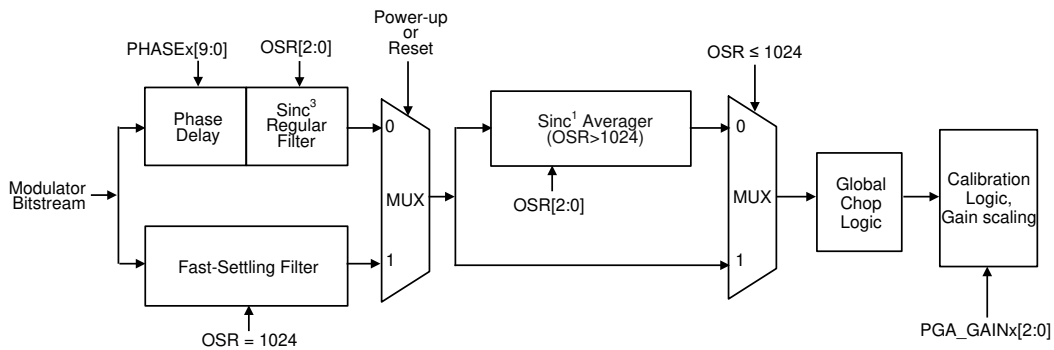 Power-up
or
Reset
PHASEx[9:0]
OSR[2:0]
OSR ≤ 1024
Phase
Delay
Sinc³
Regular
Filter
0
Sinc¹ Averager
(OSR>1024)
0
Modulator
Bitstream
MUX
OSR[2:0]
MUX
Global
Chop
Logic
Calibration
Logic,
Gain scaling
Fast-Settling Filter
1
1
OSR = 1024
PGA_GAINx[2:0]